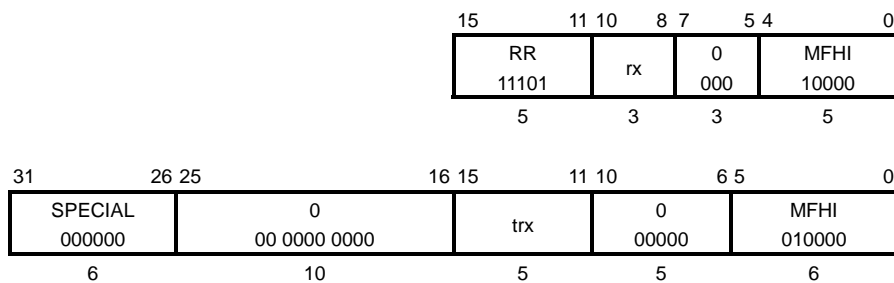 15 11 10 8 7 5 4 0
RR rx 0 MFHI
11101 000 10000
5 3 3 5
31 26 25 16 15 11 10 6 5 0
SPECIAL 0 trx 0 MFHI
000000 00 0000 0000 00000 010000
6 10 5 5 6